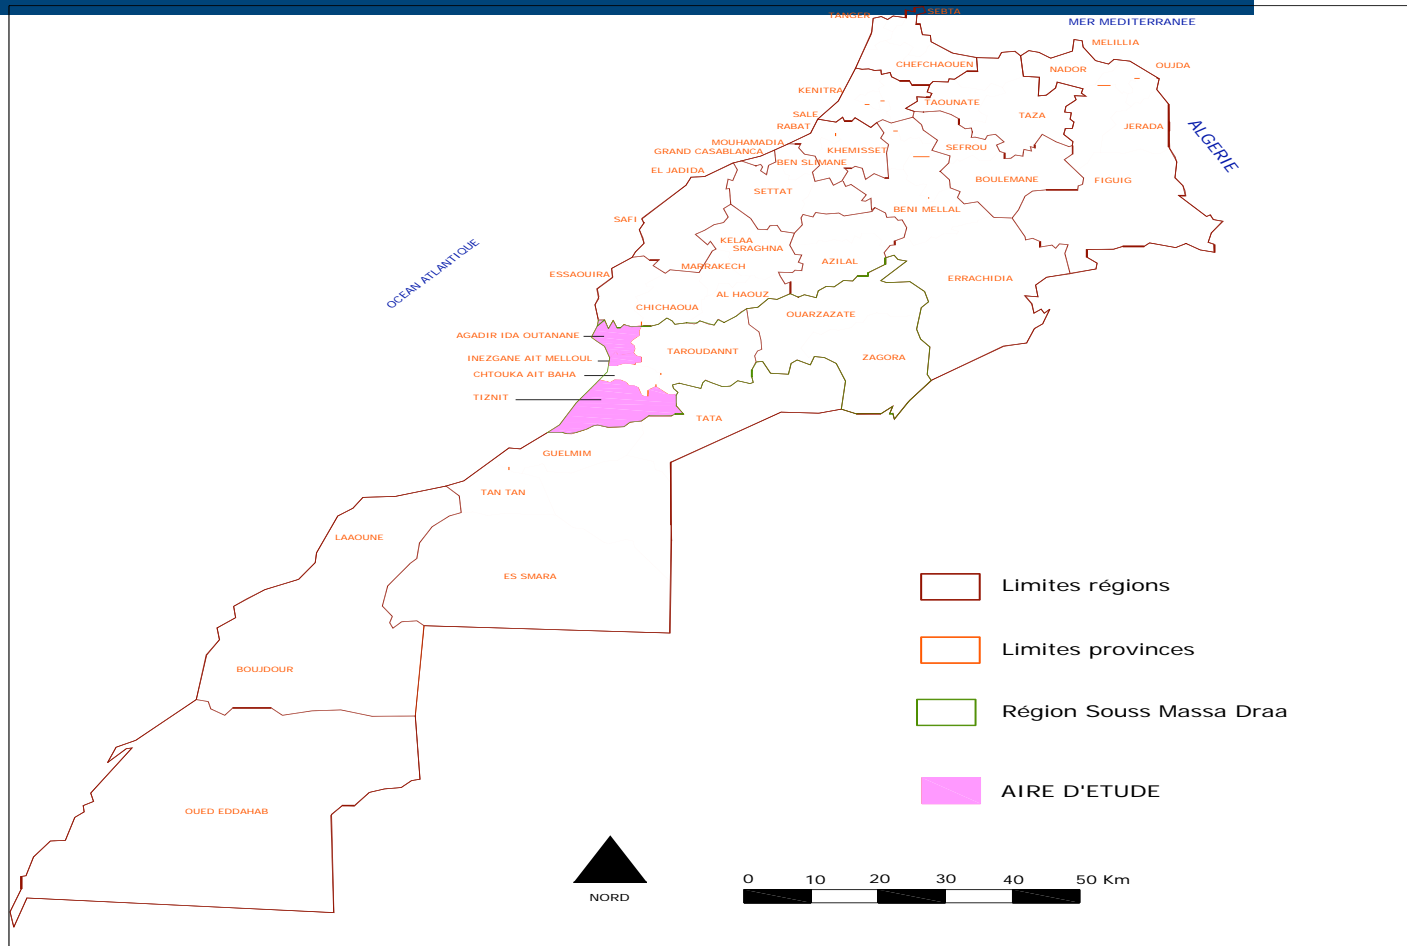 TANGER
SEBTA
MER MEDITERRANEE
MELILLIA
CHEFCHAOUEN
NADOR
OUJDA
KENITRA
TAOUNATE
TAZA
SALE
RABAT
JERADA
ALGERIE
MOUHAMADIA
GRAND CASABLANCA
KHEMISSET
SEFROU
BEN SLIMANE
EL JADIDA
BOULEMANE
FIGUIG
SETTAT
BENI MELLAL
SAFI
KELAA
SRAGHNA
OCEAN ATLANTIQUE
MARRAKECH
AZILAL
ESSAOUIRA
ERRACHIDIA
AL HAOUZ
CHICHAOUA
OUARZAZATE
AGADIR IDA OUTANANE
TAROUDANNT
INEZGANE AIT MELLOUL
ZAGORA
CHTOUKA AIT BAHA
TIZNIT
TATA
GUELMIM
TAN TAN
LAAOUNE
ES SMARA
BOUJDOUR
OUED EDDAHAB
Limites régions
Limites provinces
Région Souss Massa Draa
AIRE D'ETUDE
NORD
0 10 20 30 40 50 Km